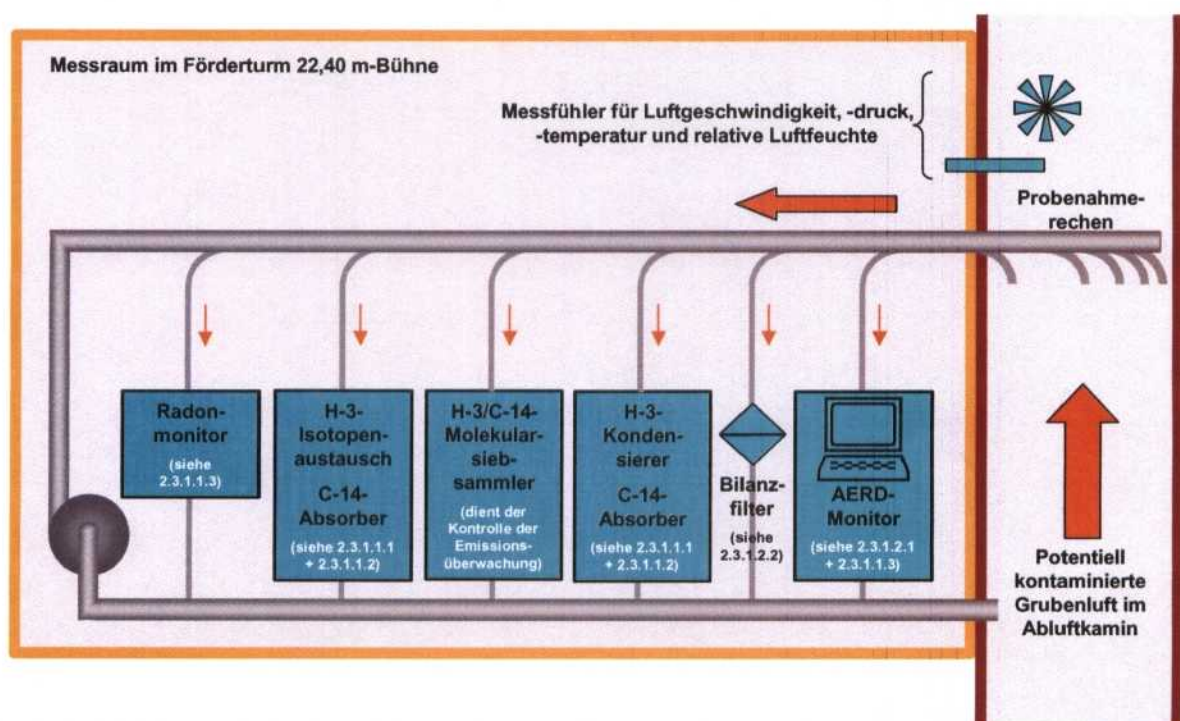 Messraum im Förderturm 22,40 m-Bühne
Messfühler für Luftgeschwindigkeit, -druck,
-temperatur und relative Luftfeuchte
Probenahme-
rechen
Radon-
monitor
(siehe
2.3.1.1.3)
H-3-
Isotopen-
austausch
C-14-
Absorber
(siehe 2.3.1.1.1
+ 2.3.1.1.2)
H-3/C-14-
Molekular-
sieb-
sammler
(dient der
Kontrolle der
Emissions-
überwachung)
H-3-
Konden-
sierer
C-14-
Absorber
(siehe 2.3.1.1.1
+ 2.3.1.1.2)
Bilanz-
filter
(siehe
2.3.1.2.2)
AERD-
Monitor
(siehe 2.3.1.2.1
+ 2.3.1.1.3)
Potentiell
kontaminierte
Grubenluft im
Abluftkamin